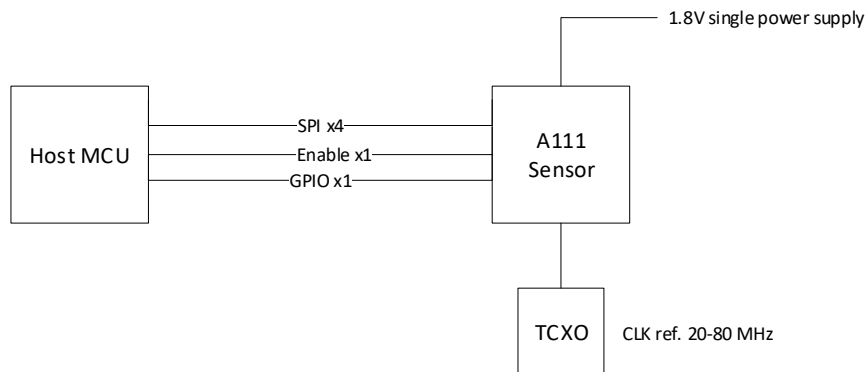 1.8V single power supply
Host MCU
SPI x4
Enable x1
GPIO x1
A111
Sensor
TCXO
CLK ref. 20-80 MHz